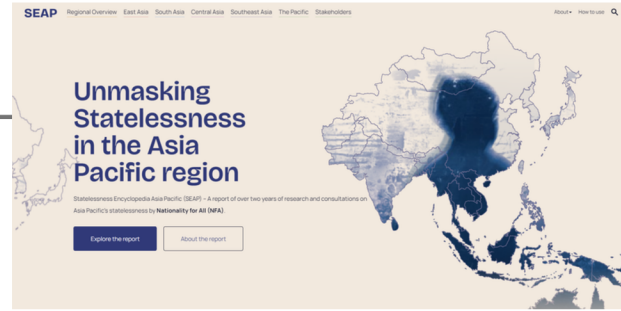 SEAP Regional Overview East Asia South Asia Central Asia Southeast Asia The Pacific Stakeholders About How to use
Unmasking
Statelessness
in the Asia
Pacific region
Statelessness Encyclopedia Asia Pacific (SEAP) – A report of over two years of research and consultations on
Asia Pacific's statelessness by Nationality for All (NFA).
Explore the report About the report